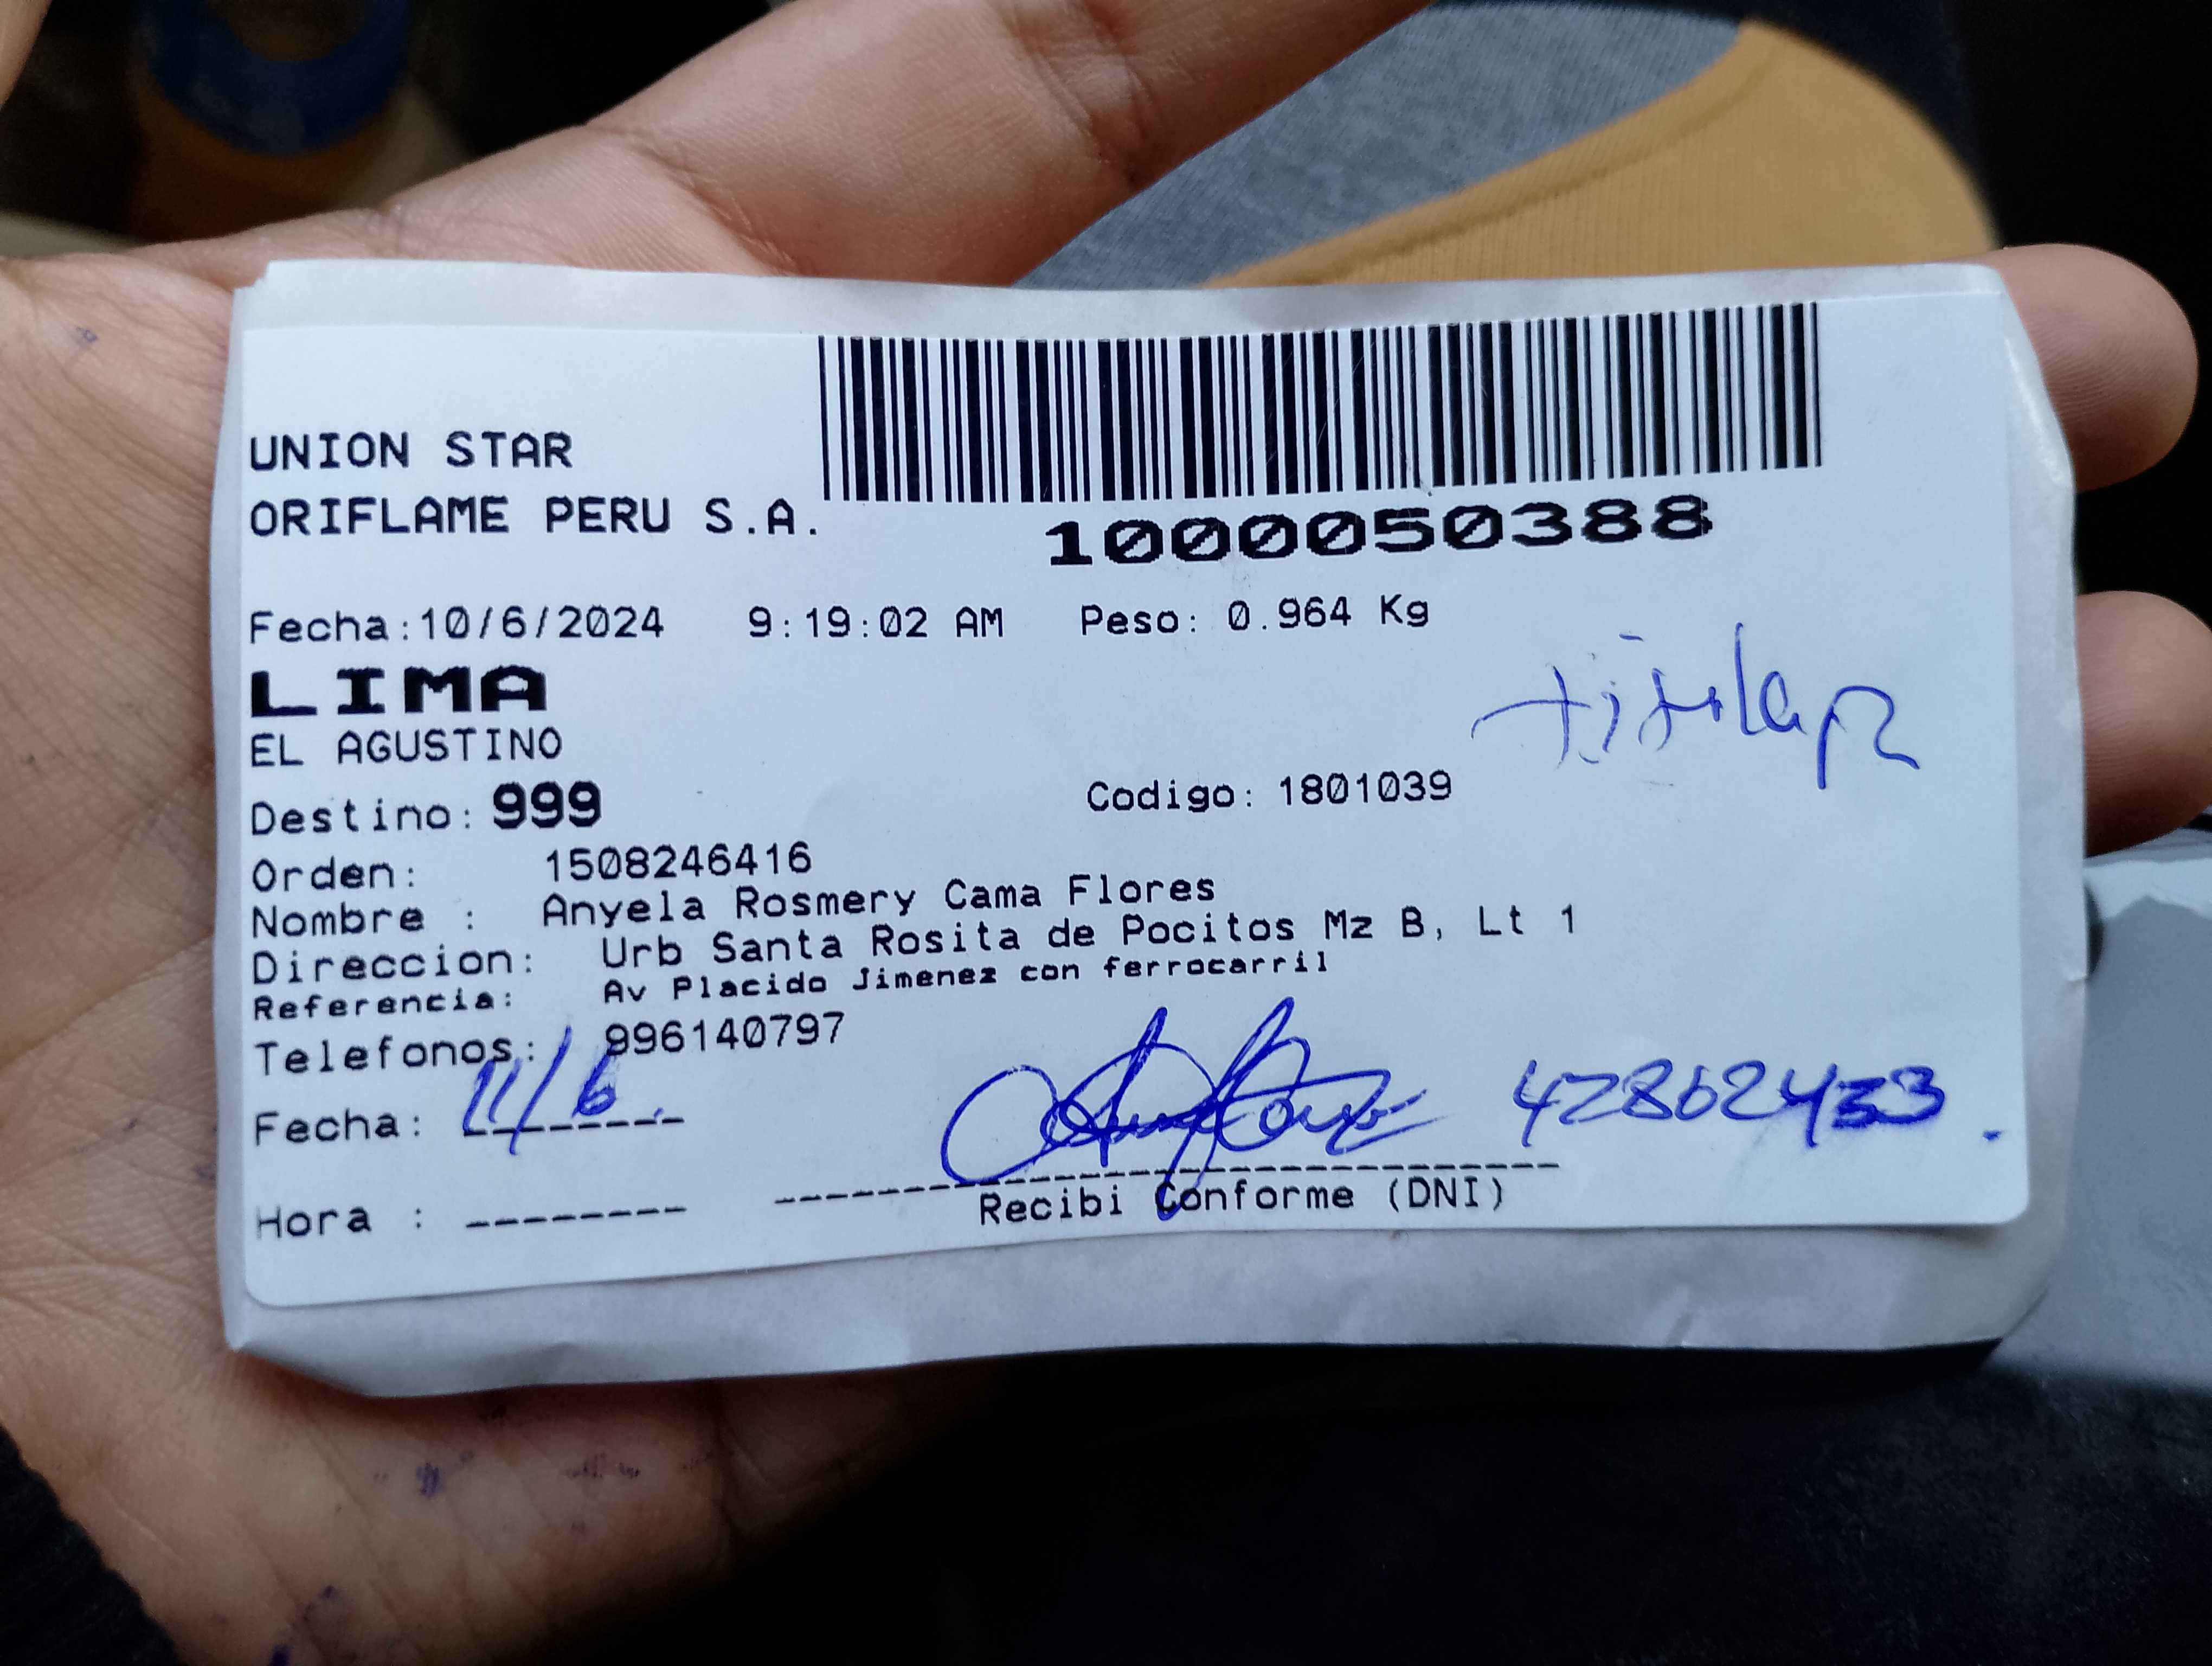 UNION STAR
ORIFLAME PERU S.A.
1000050388
Fecha:10/6/2024 9:19:02 AM Peso: 0.964 Kg
LIMA
titular
EL AGUSTINO
Destino: 999 Codigo: 1801039
Orden: 1508246416
Nombre : Anyela Rosmery Cama Flores
Direccion: Urb Santa Rosita de Pocitos Mz B, Lt 1
Referencia: Av Placido Jimenez con ferrocarril
Telefonos: 996140797
Fecha: 11/6 42802433
Hora : Recibi Conforme (DNI)